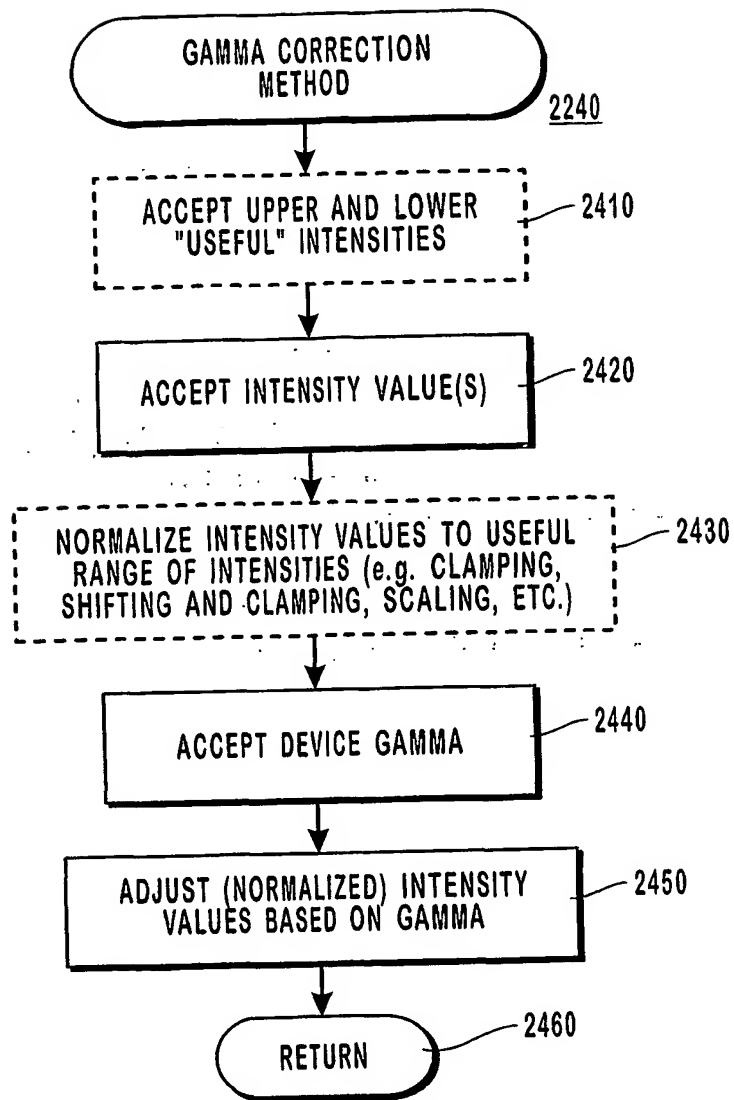 GAMMA CORRECTION
METHOD
2240
ACCEPT UPPER AND LOWER
"USEFUL" INTENSITIES
2410
ACCEPT INTENSITY VALUE(S)
2420
NORMALIZE INTENSITY VALUES TO USEFUL
RANGE OF INTENSITIES (e.g. CLAMPING,
SHIFTING AND CLAMPING, SCALING, ETC.)
2430
ACCEPT DEVICE GAMMA
2440
ADJUST (NORMALIZED) INTENSITY
VALUES BASED ON GAMMA
2450
RETURN
2460